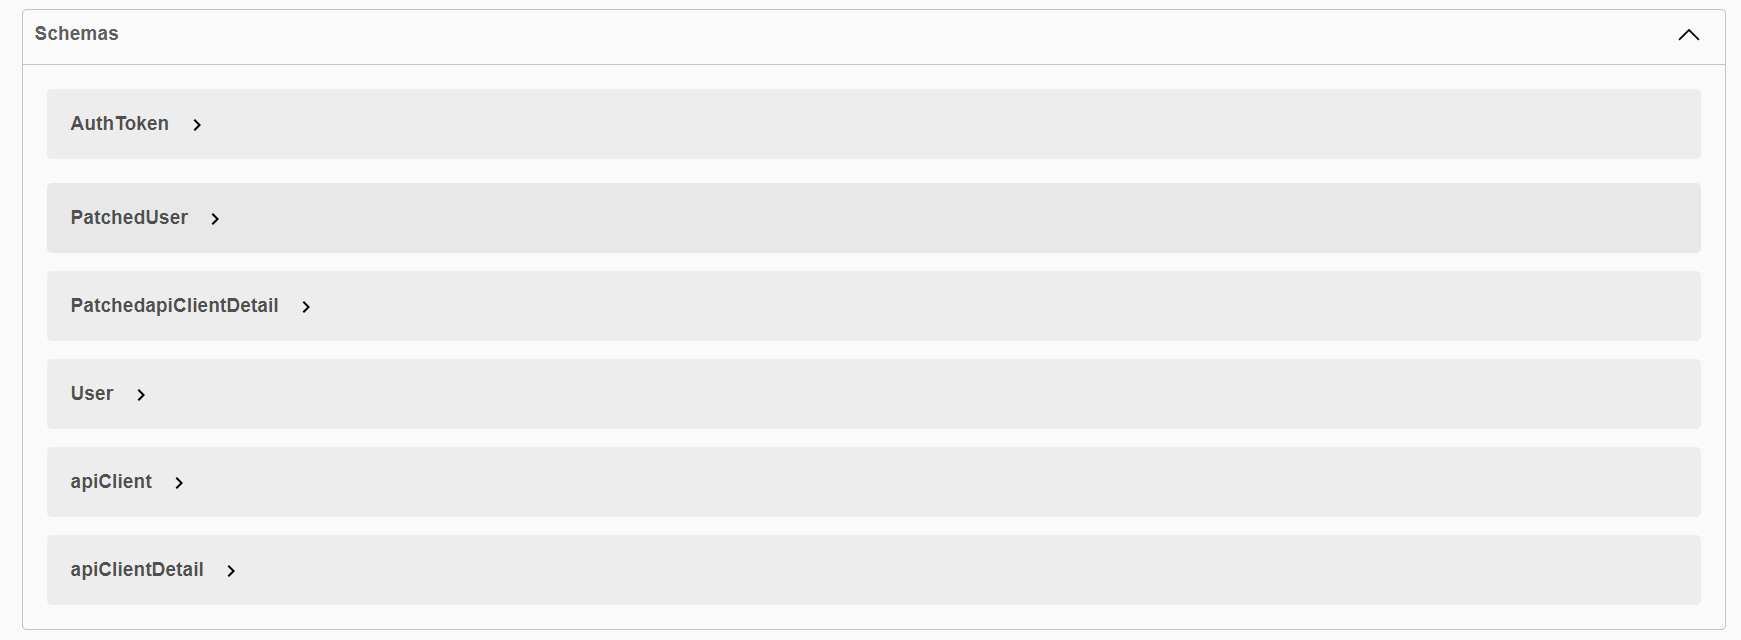 Schemas
AuthToken
PatchedUser
PatchedapiClientDetail
User
apiClient
apiClientDetail